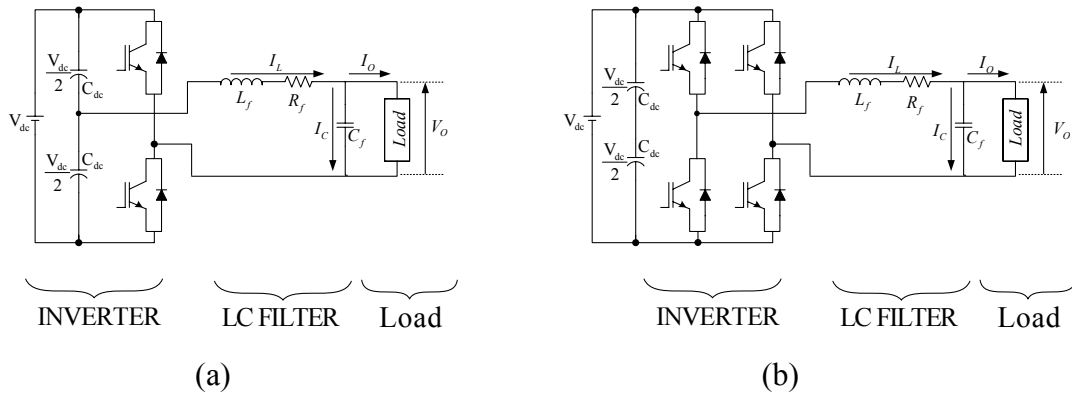 V_dc
V_dc/2
C_dc
V_dc/2
C_dc
I_L
L_f
R_f
I_O
I_C
C_f
Load
V_O
INVERTER
LC FILTER
Load
(a)
V_dc
V_dc/2
C_dc
V_dc/2
C_dc
I_L
L_f
R_f
I_O
I_C
C_f
Load
V_O
INVERTER
LC FILTER
Load
(b)